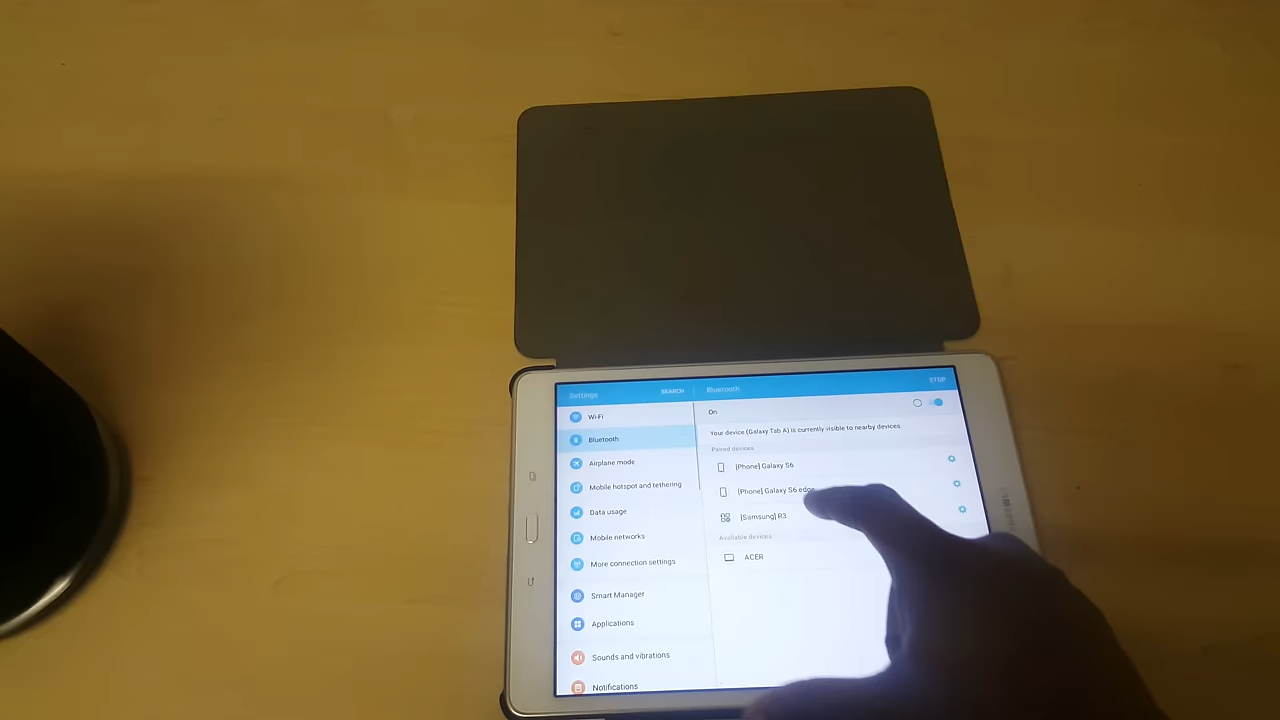 Settings
SEARCH
Bluetooth
STOP
Wi-Fi
Bluetooth
Airplane mode
Mobile hotspot and tethering
Data usage
Mobile networks
More connection settings
Smart Manager
Applications
Sounds and vibrations
Notifications
On
Your device (Galaxy Tab A) is currently visible to nearby devices.
Paired devices
[Phone] Galaxy S6
[Phone] Galaxy S6 edge
[Samsung] R3
Available devices
ACER
SAMSUNG